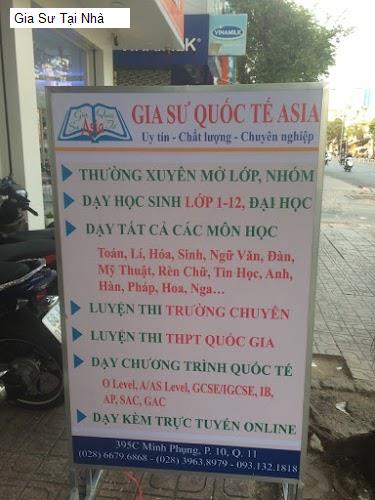 Gia Sư Tại Nhà
VINAMILK
Asia
GIA SƯ QUỐC TẾ ASIA
Uy tín - Chất lượng - Chuyên nghiệp
THƯỜNG XUYÊN MỞ LỚP, NHÓM
DẠY HỌC SINH LỚP 1-12, ĐẠI HỌC
DẠY TẤT CẢ CÁC MÔN HỌC
Toán, Lí, Hóa, Sinh, Ngữ Văn, Đàn,
Mỹ Thuật, Rèn Chữ, Tin Học, Anh,
Hàn, Pháp, Hoa, Nga…
LUYỆN THI TRƯỜNG CHUYÊN
LUYỆN THI THPT QUỐC GIA
DẠY CHƯƠNG TRÌNH QUỐC TẾ
O Level, A/AS Level, GCSE/IGCSE, IB,
AP, SAC, GAC
DẠY KÈM TRỰC TUYẾN ONLINE
395C Minh Phụng, P. 10, Q. 11
(028) 6679.6868 - (028) 3963.8979 - 093.132.1818